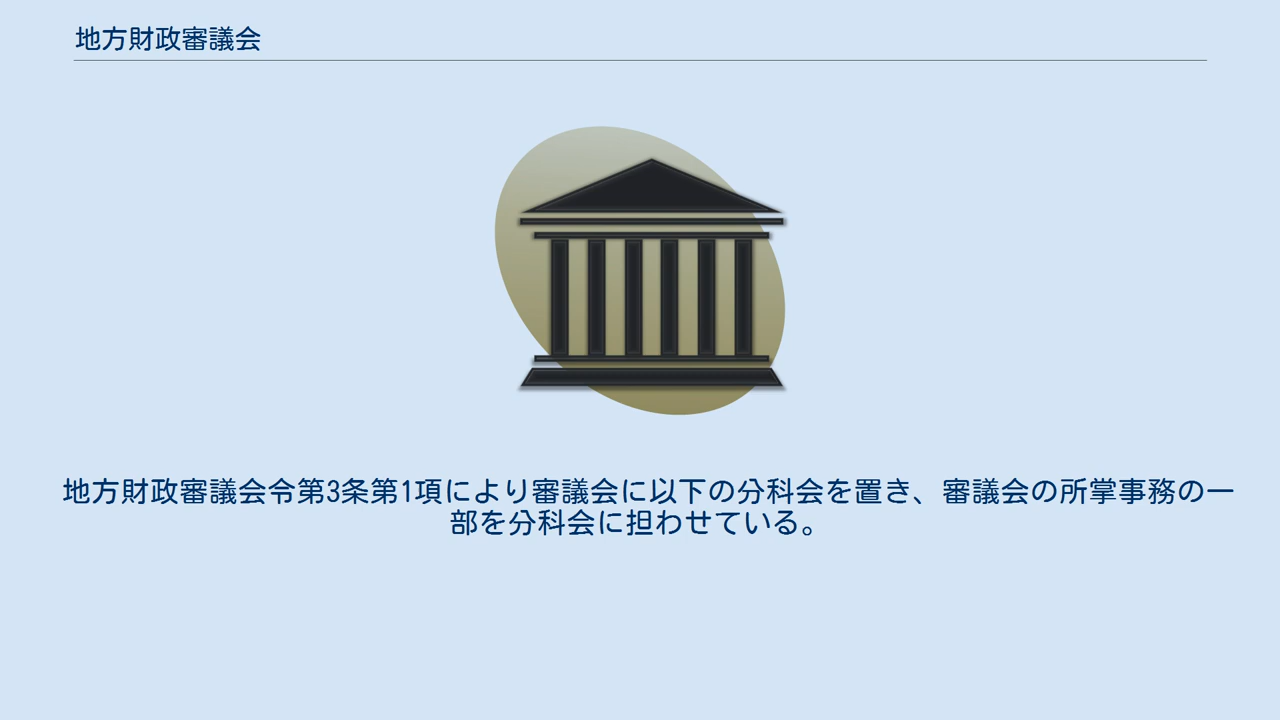 地方財政審議会
地方財政審議会令第3条第1項により審議会に以下の分科会を置き、審議会の所掌事務の一
部を分科会に担わせている。